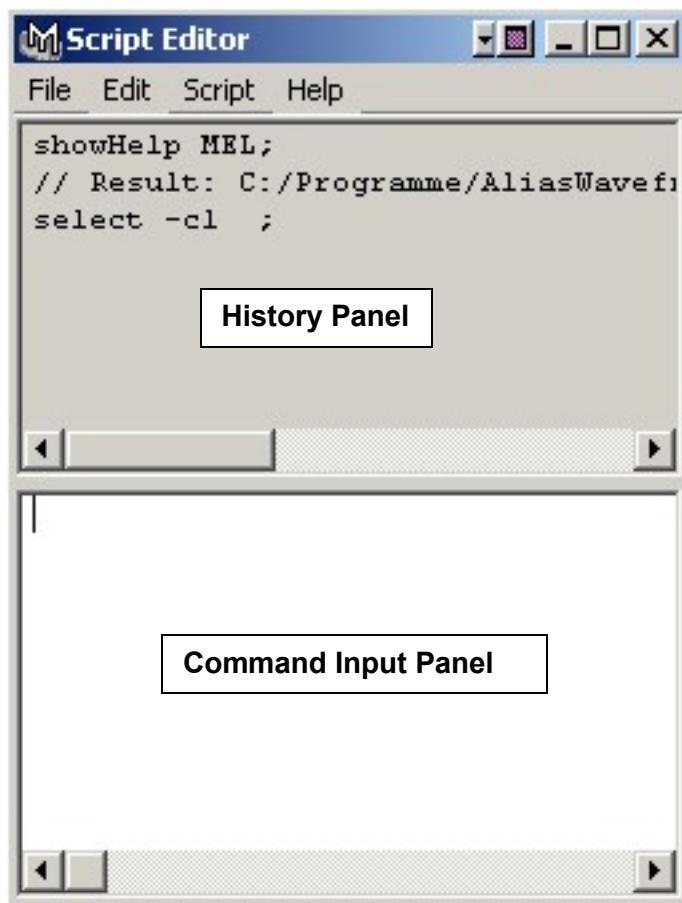 Script Editor
File Edit Script Help
showHelp MEL;
// Result: C:/Programme/AliasWavef
select -cl ;
History Panel
Command Input Panel